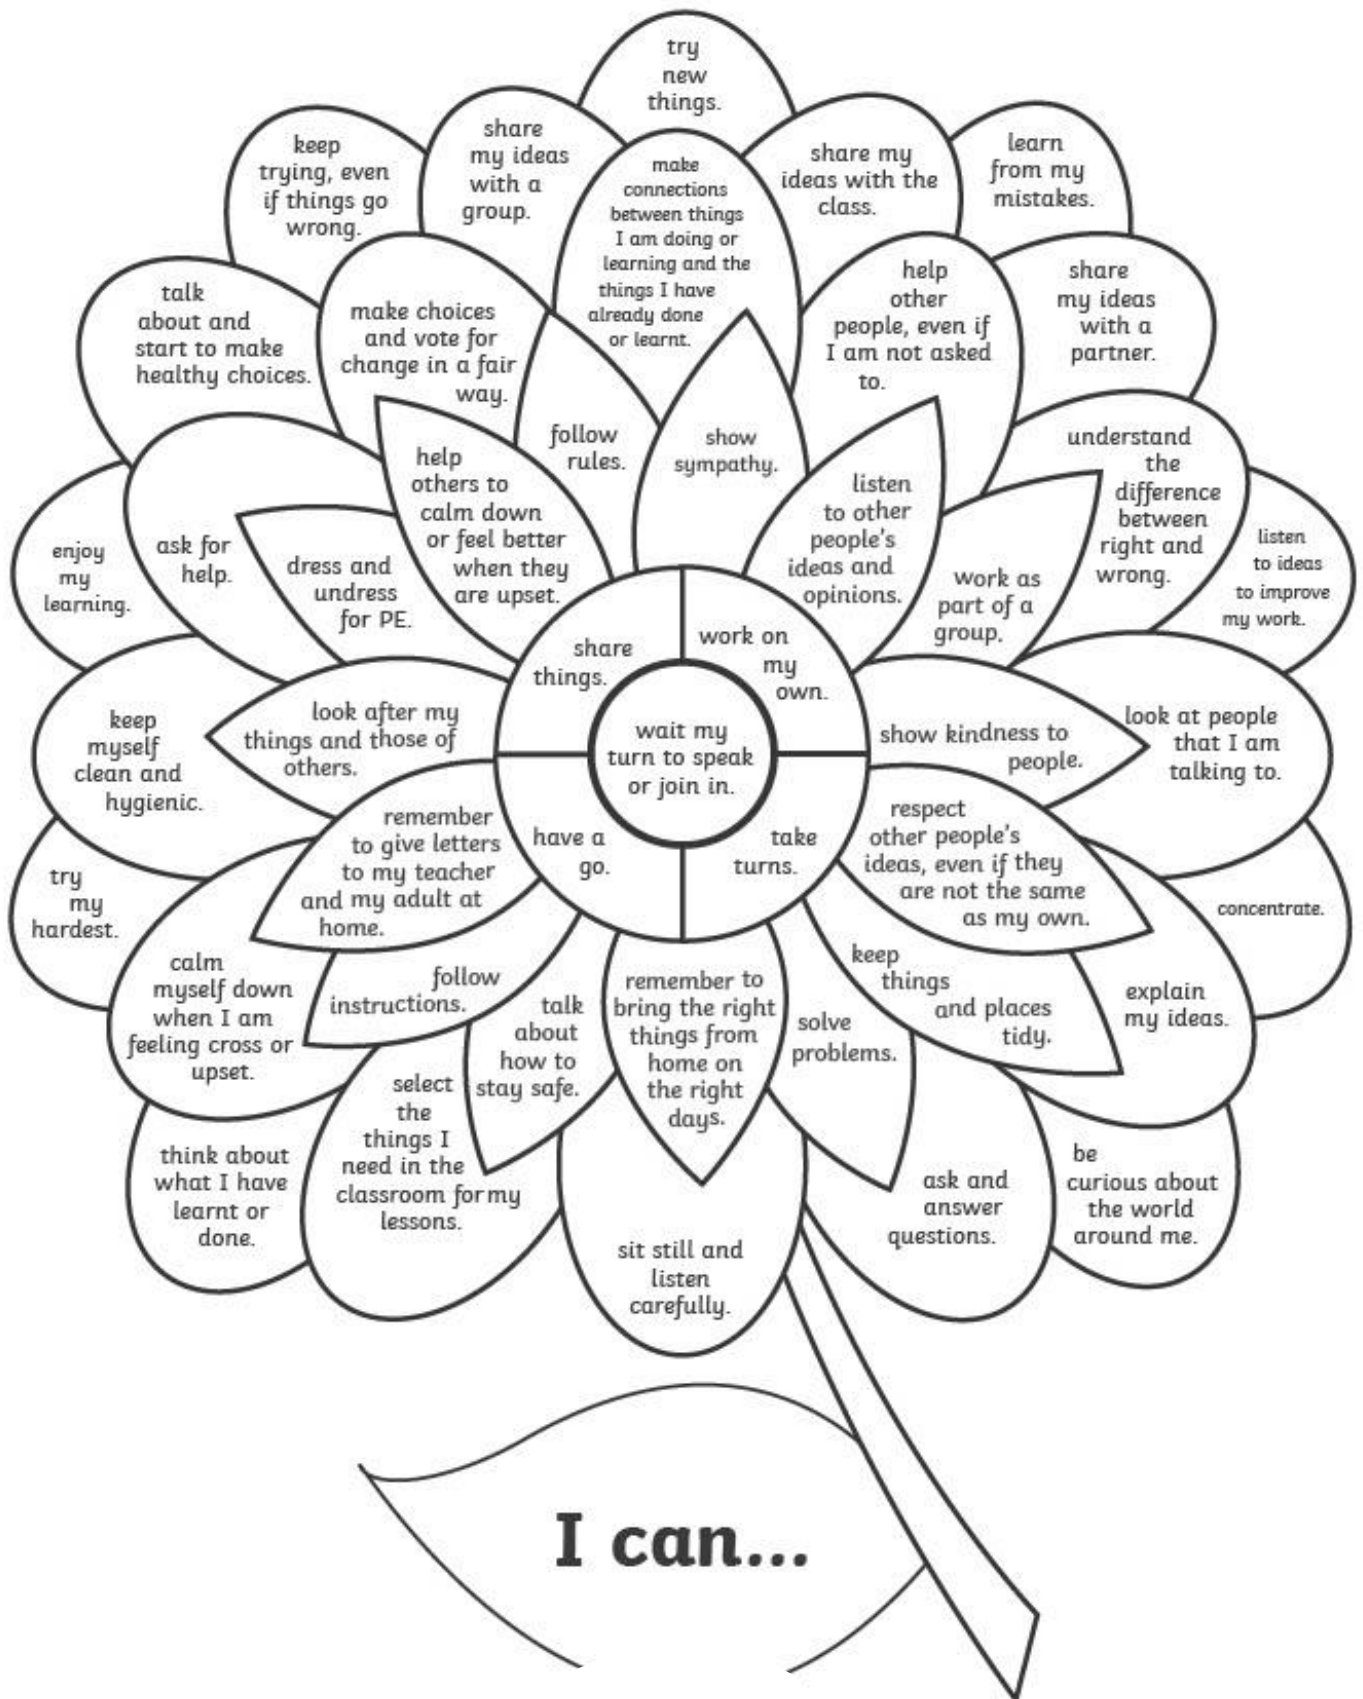 try
new
things.
keep
trying, even
if things go
wrong.
share
my ideas
with a
group.
make
connections
between things
I am doing or
learning and the
things I have
already done
or learnt.
share my
ideas with the
class.
learn
from my
mistakes.
talk
about and
start to make
healthy choices.
make choices
and vote for
change in a fair
way.
help
other
people, even if
I am not asked
to.
share
my ideas
with a
partner.
follow
rules.
show
sympathy.
help
others to
calm down
or feel better
when they
are upset.
listen
to other
people's
ideas and
opinions.
understand
the
difference
between
right and
wrong.
enjoy
my
learning.
ask for
help.
dress and
undress
for PE.
work as
part of a
group.
listen
to ideas
to improve
my work.
share
things.
work on
my
own.
keep
myself
clean and
hygienic.
look after my
things and those of
others.
wait my
turn to speak
or join in.
show kindness to
people.
look at people
that I am
talking to.
remember
to give letters
to my teacher
and my adult at
home.
have a
go.
take
turns.
respect
other people's
ideas, even if they
are not the same
as my own.
try
my
hardest.
concentrate.
calm
myself down
when I am
feeling cross or
upset.
follow
instructions.
talk
about
how to
stay safe.
remember to
bring the right
things from
home on
the right
days.
solve
problems.
keep
things
and places
tidy.
explain
my ideas.
think about
what I have
learnt or
done.
select
the
things I
need in the
classroom for my
lessons.
sit still and
listen
carefully.
ask and
answer
questions.
be
curious about
the world
around me.
I can...